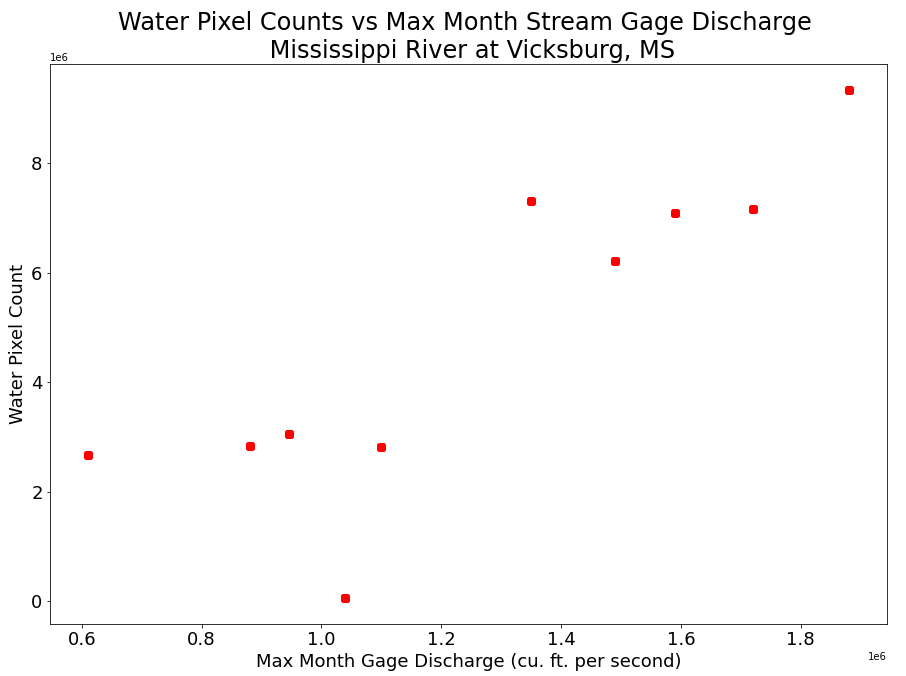 Water Pixel Counts vs Max Month Stream Gage Discharge
Mississippi River at Vicksburg, MS
1e6
8
6
4
2
0
Water Pixel Count
0.6 0.8 1.0 1.2 1.4 1.6 1.8
Max Month Gage Discharge (cu. ft. per second)
1e6